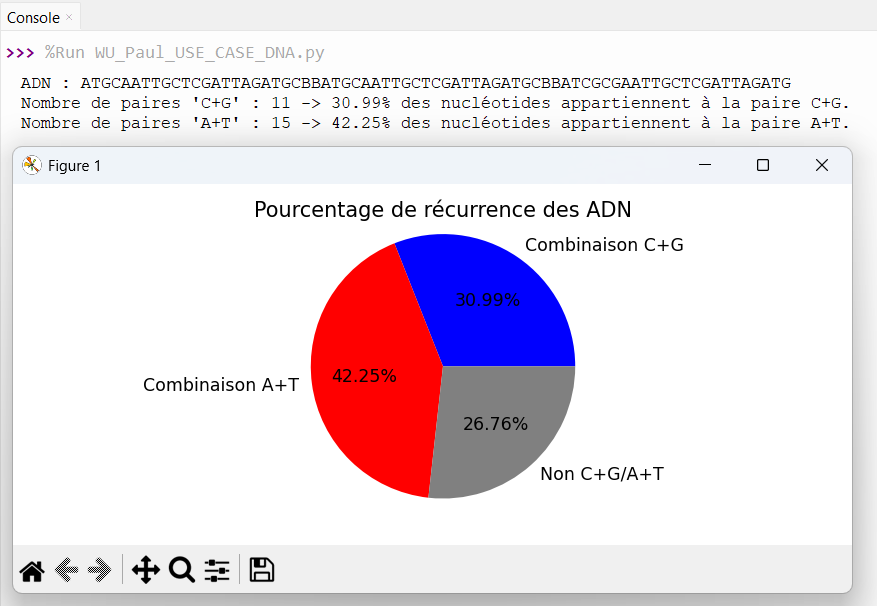 Console ×
>>> %Run WU_Paul_USE_CASE_DNA.py
ADN : ATGCAATTGCTCGATTAGATGCBBATGCAATTGCTCGATTAGATGCBBATCGCGAATTGCTCGATTAGATG
Nombre de paires 'C+G' : 11 -> 30.99% des nucléotides appartiennent à la paire C+G.
Nombre de paires 'A+T' : 15 -> 42.25% des nucléotides appartiennent à la paire A+T.
Figure 1
Pourcentage de récurrence des ADN
Combinaison C+G
30.99%
Combinaison A+T
42.25%
26.76%
Non C+G/A+T